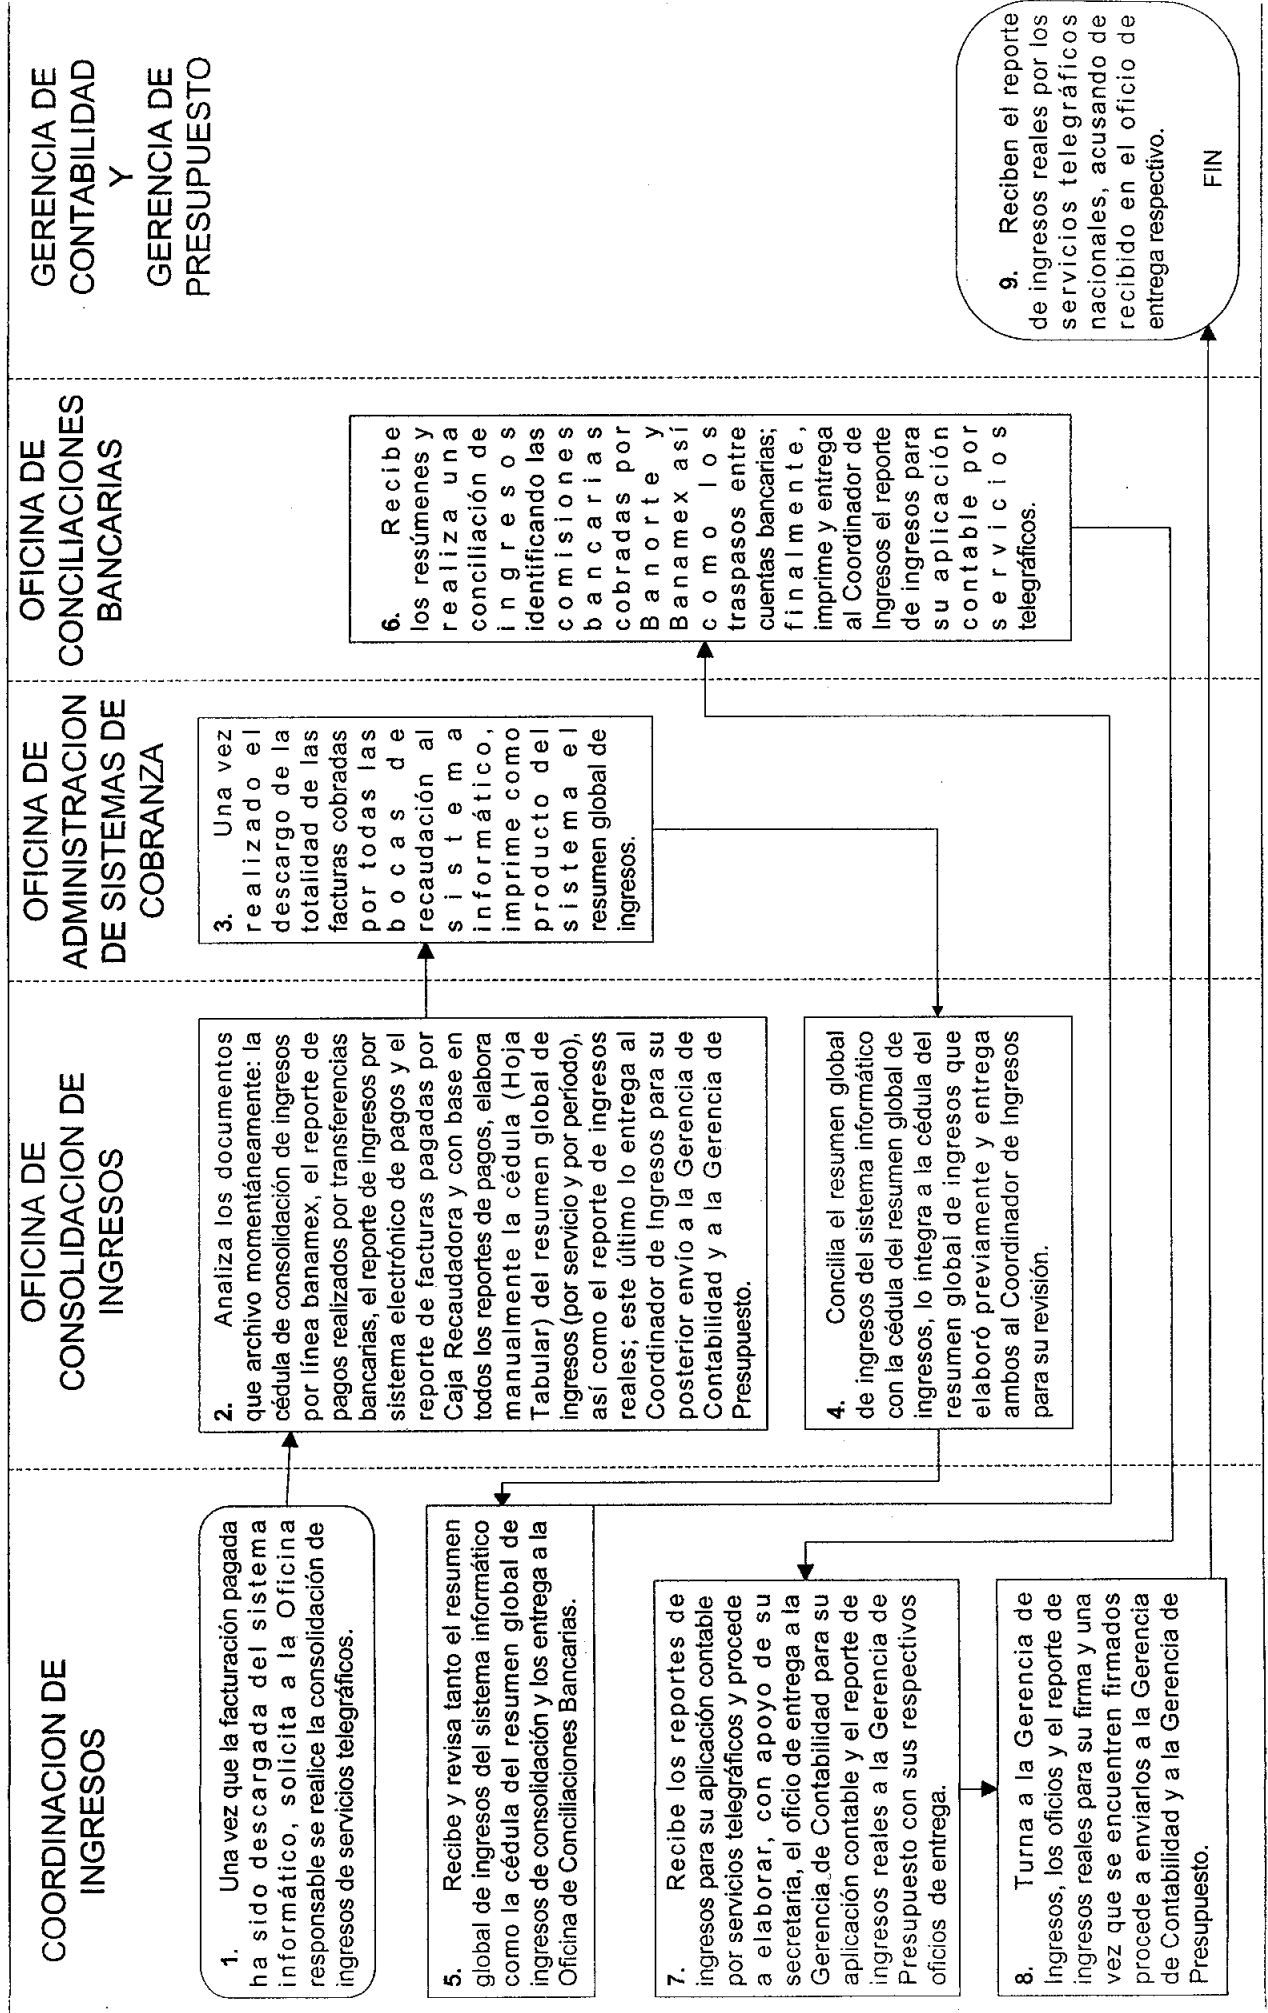 COORDINACION DE
INGRESOS
OFICINA DE
CONSOLIDACION DE
INGRESOS
OFICINA DE
ADMINISTRACION
DE SISTEMAS DE
COBRANZA
OFICINA DE
CONCILIACIONES
BANCARIAS
GERENCIA DE
CONTABILIDAD
Y
GERENCIA DE
PRESUPUESTO
1. Una vez que la facturación pagada
ha sido descargada del sistema
informático, solicita a la Oficina
responsable se realice la consolidación de
ingresos de servicios telegráficos.
2. Analiza los documentos
que archivo momentáneamente: la
cédula de consolidación de ingresos
por línea banamex, el reporte de
pagos realizados por transferencias
bancarias, el reporte de ingresos por
sistema electrónico de pagos y el
reporte de facturas pagadas por
Caja Recaudadora y con base en
todos los reportes de pagos, elabora
manualmente la cédula (Hoja
Tabular) del resumen global de
ingresos (por servicio y por período),
así como el reporte de ingresos
reales; este último lo entrega al
Coordinador de Ingresos para su
posterior envío a la Gerencia de
Contabilidad y a la Gerencia de
Presupuesto.
3. Una vez
realizado el
descargo de la
totalidad de las
facturas cobradas
por todas las
bocas de
recaudación al
sistema
informático,
imprime como
producto del
sistema el
resumen global de
ingresos.
4. Concilia el resumen global
de ingresos del sistema informático
con la cédula del resumen global de
ingresos, lo integra a la cédula del
resumen global de ingresos que
elaboró previamente y entrega
ambos al Coordinador de Ingresos
para su revisión.
5. Recibe y revisa tanto el resumen
global de ingresos del sistema informático
como la cédula del resumen global de
ingresos de consolidación y los entrega a la
Oficina de Conciliaciones Bancarias.
6. Recibe
los resúmenes y
realiza una
conciliación de
ingresos
identificando las
comisiones
bancarias
cobradas por
Banorte y
Banamex así
como los
traspasos entre
cuentas bancarias;
finalmente,
imprime y entrega
al Coordinador de
Ingresos el reporte
de ingresos para
su aplicación
contable por
servicios
telegráficos.
7. Recibe los reportes de
ingresos para su aplicación contable
por servicios telegráficos y procede
a elaborar, con apoyo de su
secretaria, el oficio de entrega a la
Gerencia de Contabilidad para su
aplicación contable y el reporte de
ingresos reales a la Gerencia de
Presupuesto con sus respectivos
oficios de entrega.
8. Turna a la Gerencia de
Ingresos, los oficios y el reporte de
ingresos reales para su firma y una
vez que se encuentren firmados
procede a enviarlos a la Gerencia
de Contabilidad y a la Gerencia de
Presupuesto.
9. Reciben el reporte
de ingresos reales por los
servicios telegráficos
nacionales, acusando de
recibido en el oficio de
entrega respectivo.
FIN